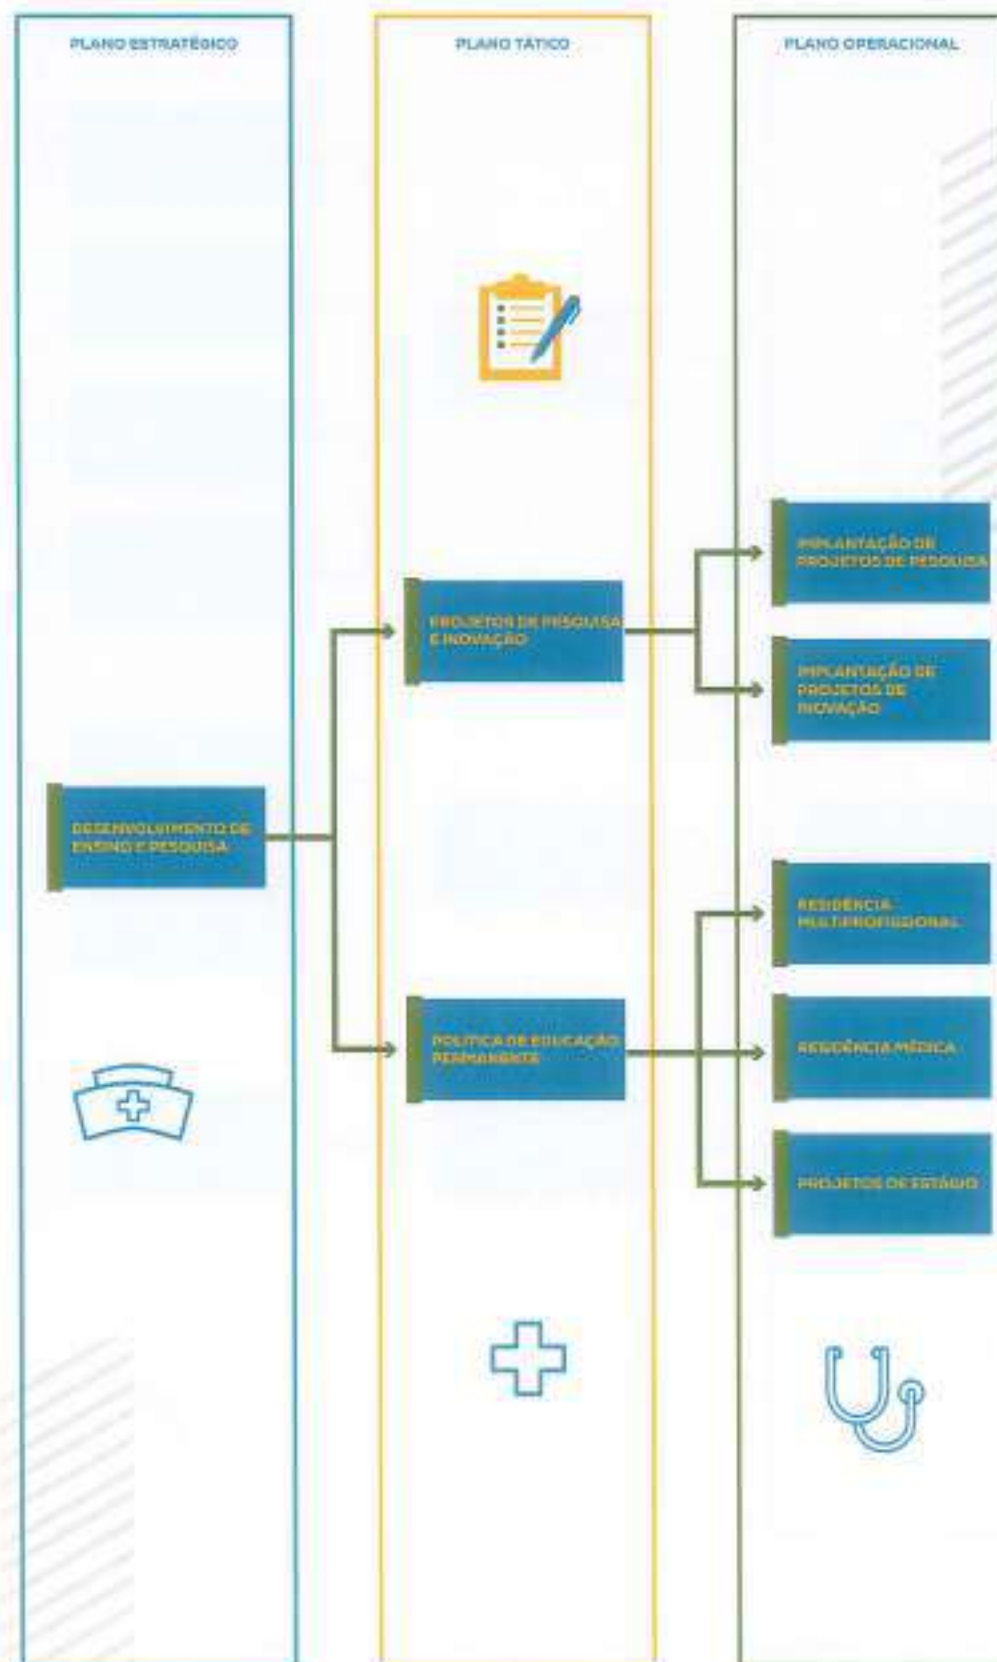 PLANO ESTRATÉGICO
PLANO TÁTICO
PLANO OPERACIONAL
DESENVOLVIMENTO DE
ENSINO E PESQUISA
PROJETOS DE PESQUISA
E INOVAÇÃO
POLÍTICA DE EDUCAÇÃO
PERMANENTE
IMPLANTAÇÃO DE
PROJETOS DE PESQUISA
IMPLANTAÇÃO DE
PROJETOS DE
INOVAÇÃO
RESIDÊNCIA
MULTIPROFISSIONAL
RESIDÊNCIA MÉDICA
PROJETOS DE ESTÁGIO